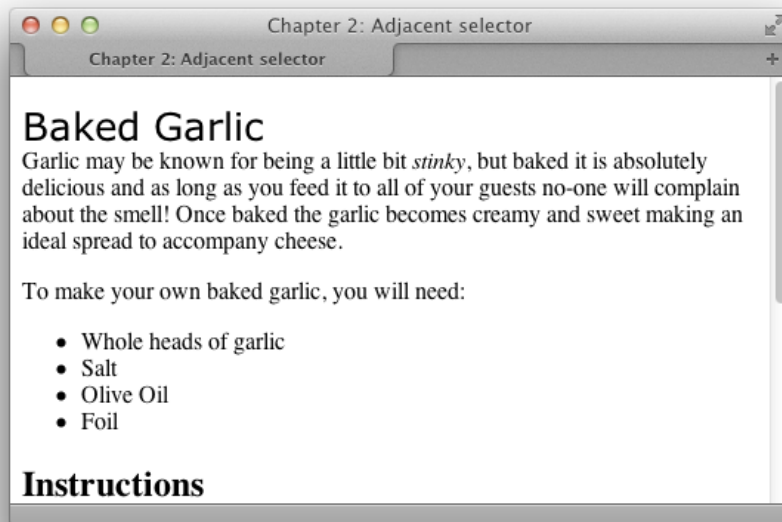 Chapter 2: Adjacent selector
Chapter 2: Adjacent selector
+
Baked Garlic
Garlic may be known for being a little bit stinky, but baked it is absolutely
delicious and as long as you feed it to all of your guests no-one will complain
about the smell! Once baked the garlic becomes creamy and sweet making an
ideal spread to accompany cheese.
To make your own baked garlic, you will need:
• Whole heads of garlic
• Salt
• Olive Oil
• Foil
Instructions